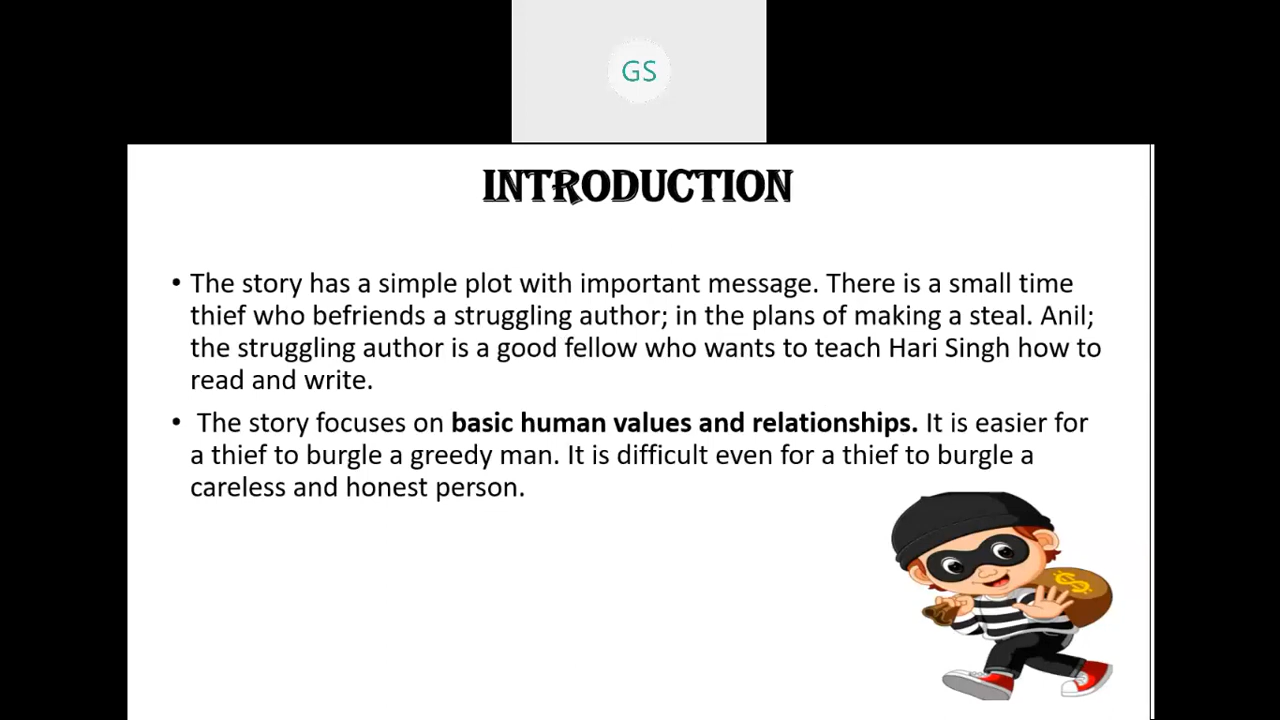 GS
INTRODUCTION
• The story has a simple plot with important message. There is a small time
thief who befriends a struggling author; in the plans of making a steal. Anil;
the struggling author is a good fellow who wants to teach Hari Singh how to
read and write.
• The story focuses on basic human values and relationships. It is easier for
a thief to burgle a greedy man. It is difficult even for a thief to burgle a
careless and honest person.
$